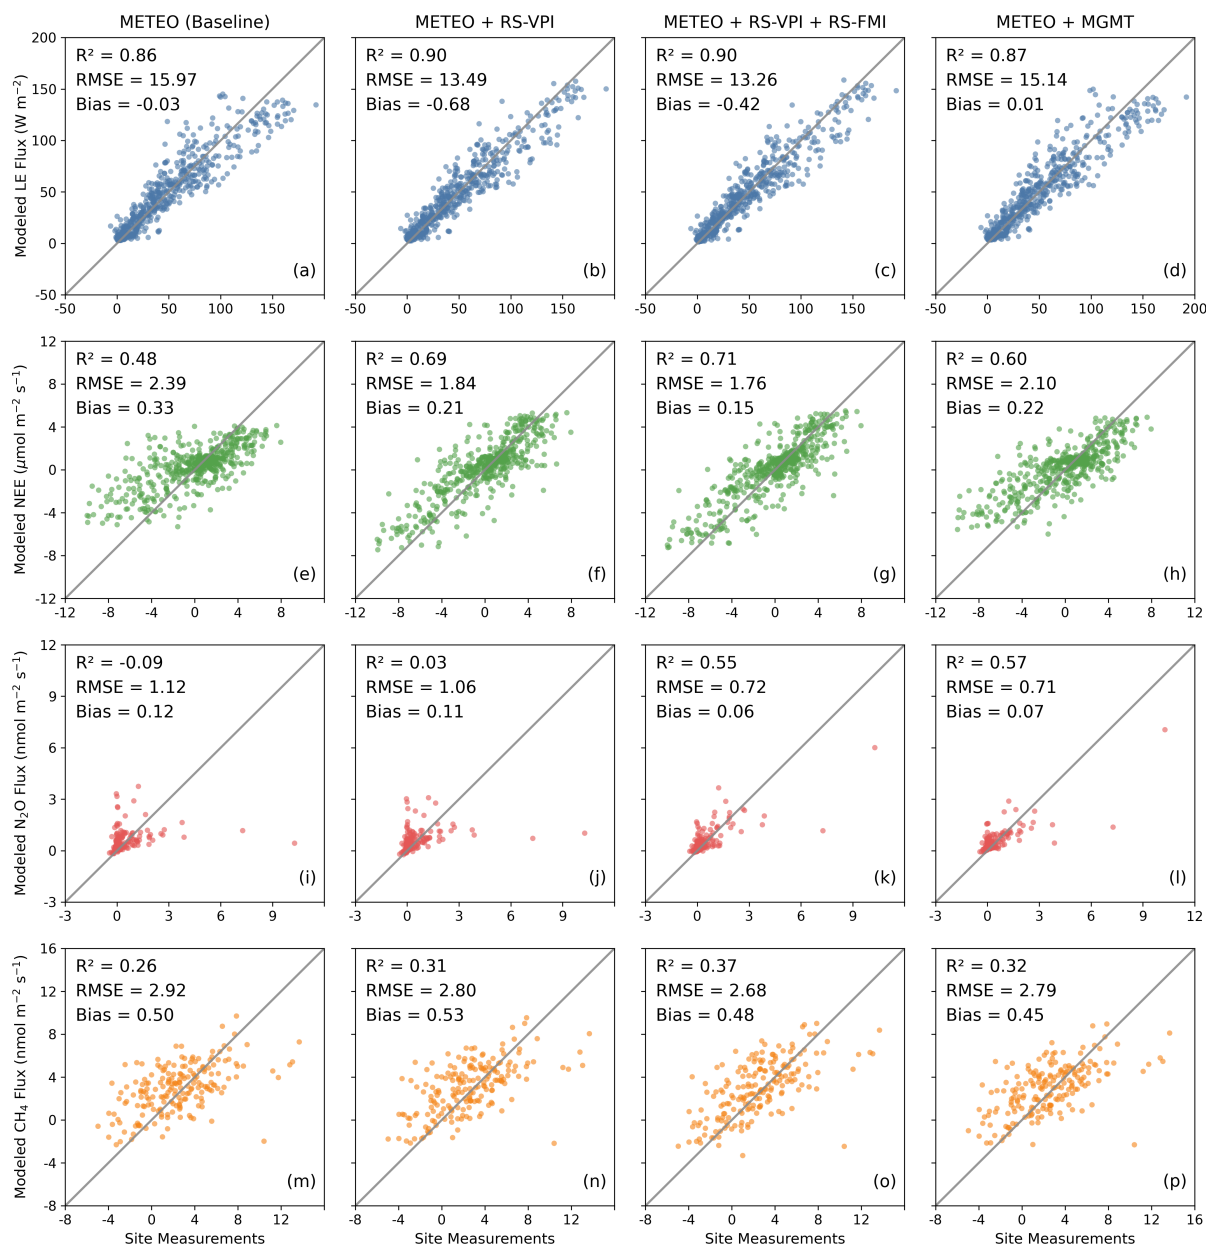 METEO (Baseline)
METEO + RS-VPI
METEO + RS-VPI + RS-FMI
METEO + MGMT
Modeled LE Flux (W m⁻²)
200
150
100
50
0
-50
R² = 0.86
RMSE = 15.97
Bias = -0.03
(a)
R² = 0.90
RMSE = 13.49
Bias = -0.68
(b)
R² = 0.90
RMSE = 13.26
Bias = -0.42
(c)
R² = 0.87
RMSE = 15.14
Bias = 0.01
(d)
-50 0 50 100 150
-50 0 50 100 150
-50 0 50 100 150
-50 0 50 100 150 200
Modeled NEE (μmol m⁻² s⁻¹)
12
8
4
0
-4
-8
-12
R² = 0.48
RMSE = 2.39
Bias = 0.33
(e)
R² = 0.69
RMSE = 1.84
Bias = 0.21
(f)
R² = 0.71
RMSE = 1.76
Bias = 0.15
(g)
R² = 0.60
RMSE = 2.10
Bias = 0.22
(h)
-12 -8 -4 0 4 8
-12 -8 -4 0 4 8
-12 -8 -4 0 4 8
-12 -8 -4 0 4 8 12
Modeled N₂O Flux (nmol m⁻² s⁻¹)
12
9
6
3
0
-3
R² = -0.09
RMSE = 1.12
Bias = 0.12
(i)
R² = 0.03
RMSE = 1.06
Bias = 0.11
(j)
R² = 0.55
RMSE = 0.72
Bias = 0.06
(k)
R² = 0.57
RMSE = 0.71
Bias = 0.07
(l)
-3 0 3 6 9
-3 0 3 6 9
-3 0 3 6 9
-3 0 3 6 9 12
Modeled CH₄ Flux (nmol m⁻² s⁻¹)
16
12
8
4
0
-4
-8
R² = 0.26
RMSE = 2.92
Bias = 0.50
(m)
R² = 0.31
RMSE = 2.80
Bias = 0.53
(n)
R² = 0.37
RMSE = 2.68
Bias = 0.48
(o)
R² = 0.32
RMSE = 2.79
Bias = 0.45
(p)
-8 -4 0 4 8 12
-8 -4 0 4 8 12
-8 -4 0 4 8 12
-8 -4 0 4 8 12 16
Site Measurements
Site Measurements
Site Measurements
Site Measurements